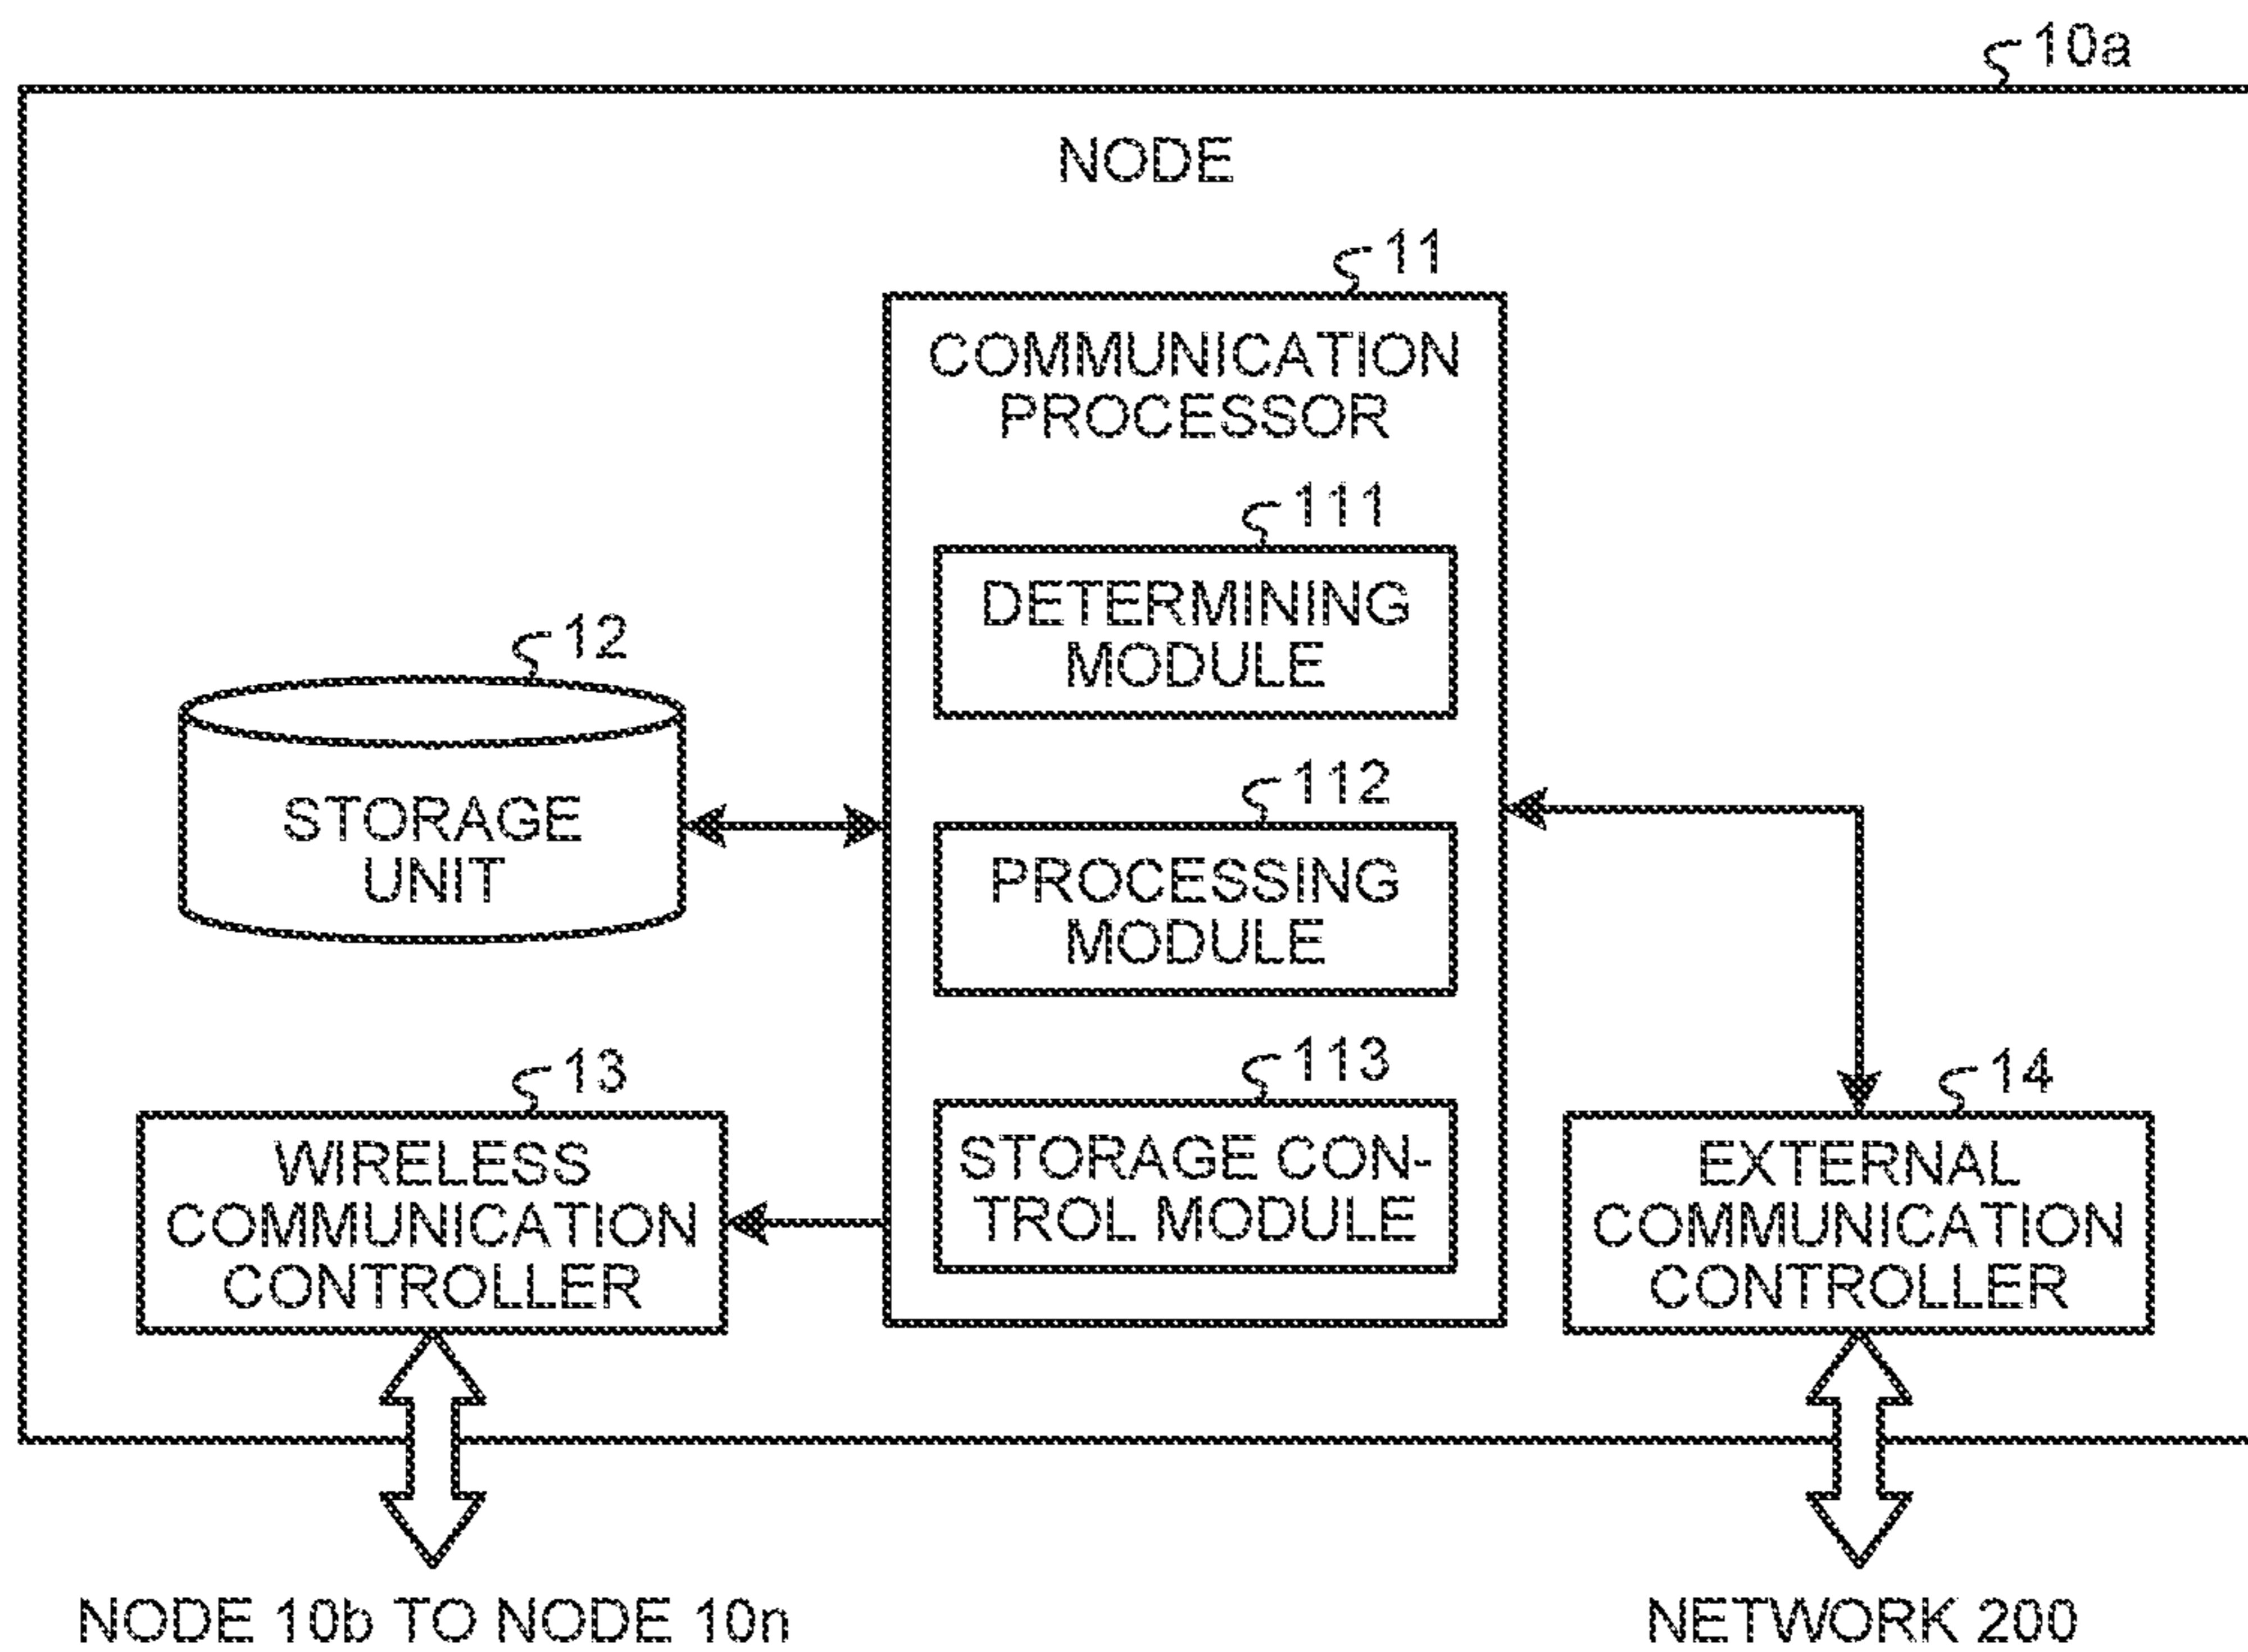 10a
NODE
11
COMMUNICATION
PROCESSOR
111
DETERMINING
MODULE
12
STORAGE
UNIT
112
PROCESSING
MODULE
13
WIRELESS
COMMUNICATION
CONTROLLER
113
STORAGE CON-
TROL MODULE
14
EXTERNAL
COMMUNICATION
CONTROLLER
NODE 10b TO NODE 10n
NETWORK 200